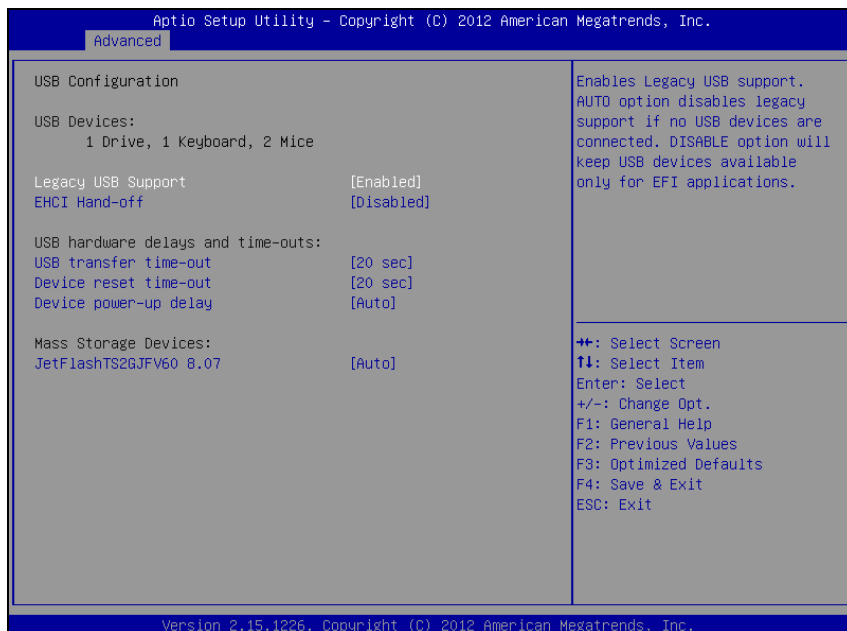 Aptio Setup Utility – Copyright (C) 2012 American Megatrends, Inc.
Advanced
USB Configuration
USB Devices:
1 Drive, 1 Keyboard, 2 Mice
Legacy USB Support [Enabled]
EHCI Hand-off [Disabled]
USB hardware delays and time-outs:
USB transfer time-out [20 sec]
Device reset time-out [20 sec]
Device power-up delay [Auto]
Mass Storage Devices:
JetFlashTS2GJFV60 8.07 [Auto]
Enables Legacy USB support.
AUTO option disables legacy
support if no USB devices are
connected. DISABLE option will
keep USB devices available
only for EFI applications.
→←: Select Screen
↑↓: Select Item
Enter: Select
+/-: Change Opt.
F1: General Help
F2: Previous Values
F3: Optimized Defaults
F4: Save & Exit
ESC: Exit
Version 2.15.1226. Copyright (C) 2012 American Megatrends, Inc.